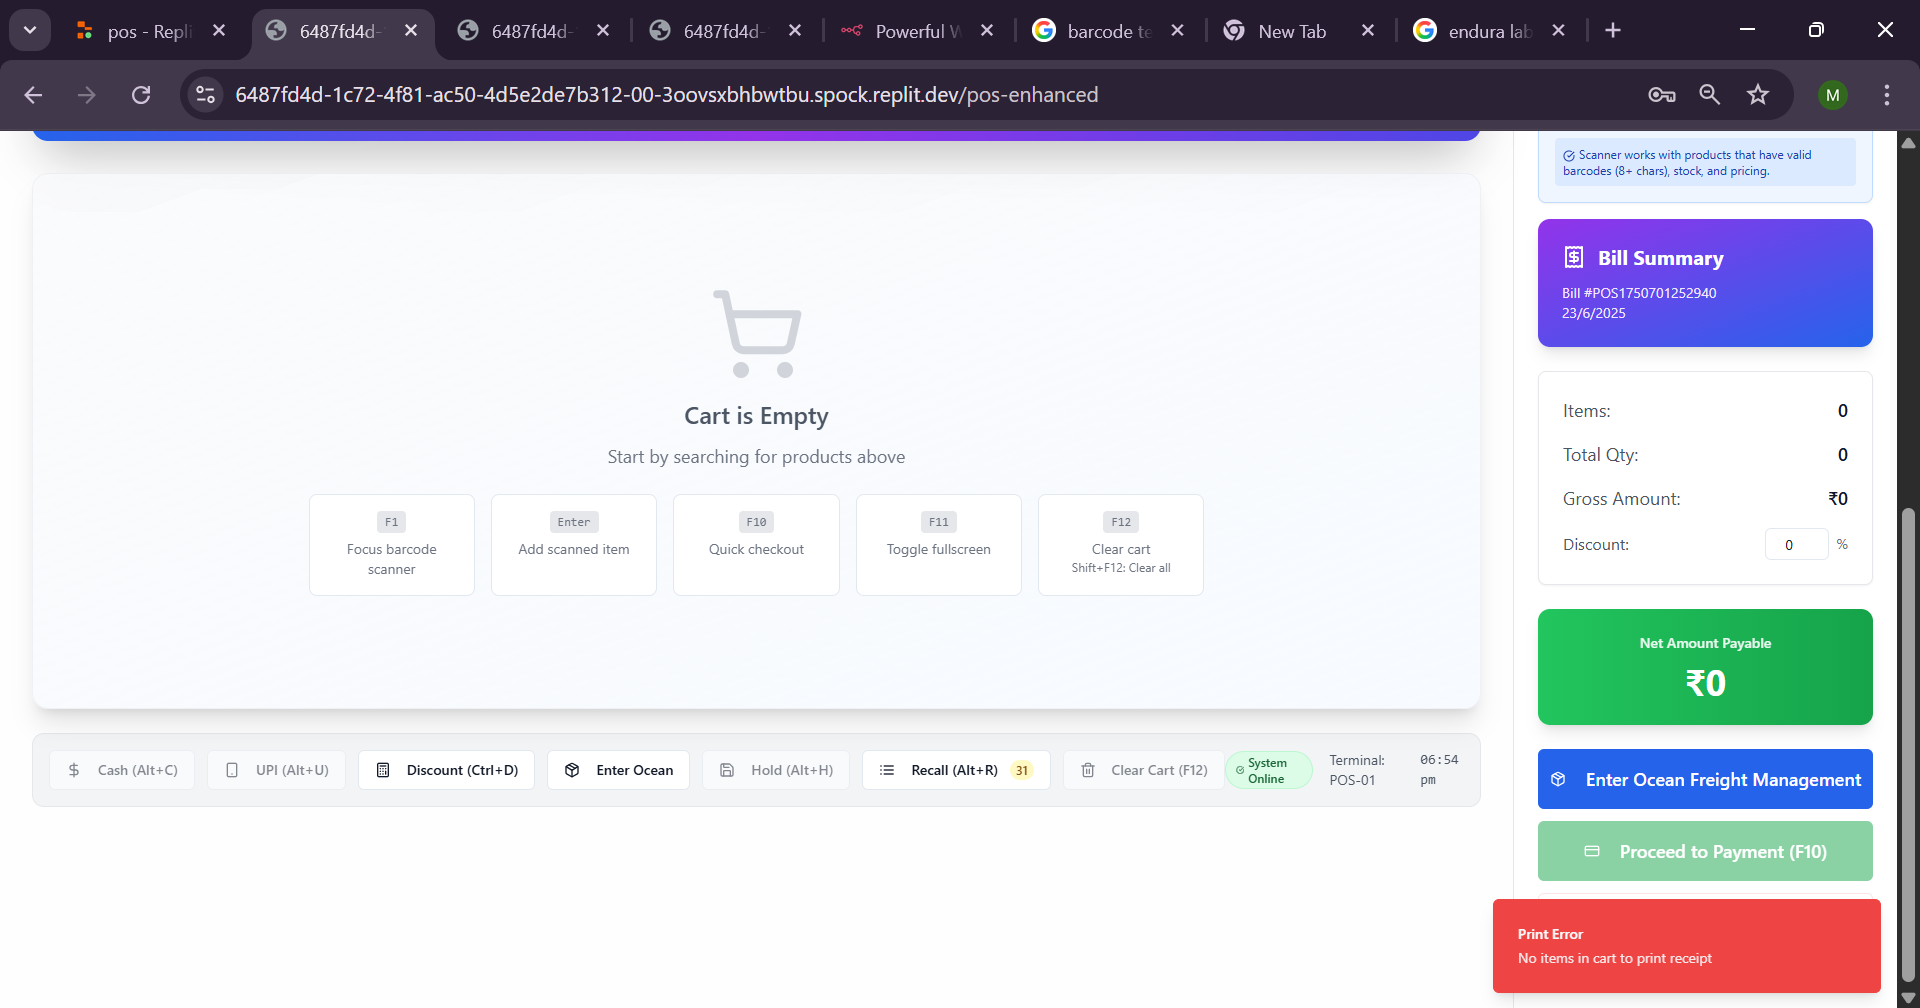 pos - Repli
6487fd4d-
6487fd4d-
6487fd4d-
Powerful W
barcode te
New Tab
endura lab
6487fd4d-1c72-4f81-ac50-4d5e2de7b312-00-3oovsxbhbwtbu.spock.replit.dev/pos-enhanced
M
Scanner works with products that have valid
barcodes (8+ chars), stock, and pricing.
Bill Summary
Bill #POS1750701252940
23/6/2025
Cart is Empty
Start by searching for products above
F1
Focus barcode
scanner
Enter
Add scanned item
F10
Quick checkout
F11
Toggle fullscreen
F12
Clear cart
Shift+F12: Clear all
Items: 0
Total Qty: 0
Gross Amount: ₹0
Discount: 0 %
Net Amount Payable
₹0
Cash (Alt+C)
UPI (Alt+U)
Discount (Ctrl+D)
Enter Ocean
Hold (Alt+H)
Recall (Alt+R) 31
Clear Cart (F12)
System
Online
Terminal:
POS-01
06:54
pm
Enter Ocean Freight Management
Proceed to Payment (F10)
Print Error
No items in cart to print receipt